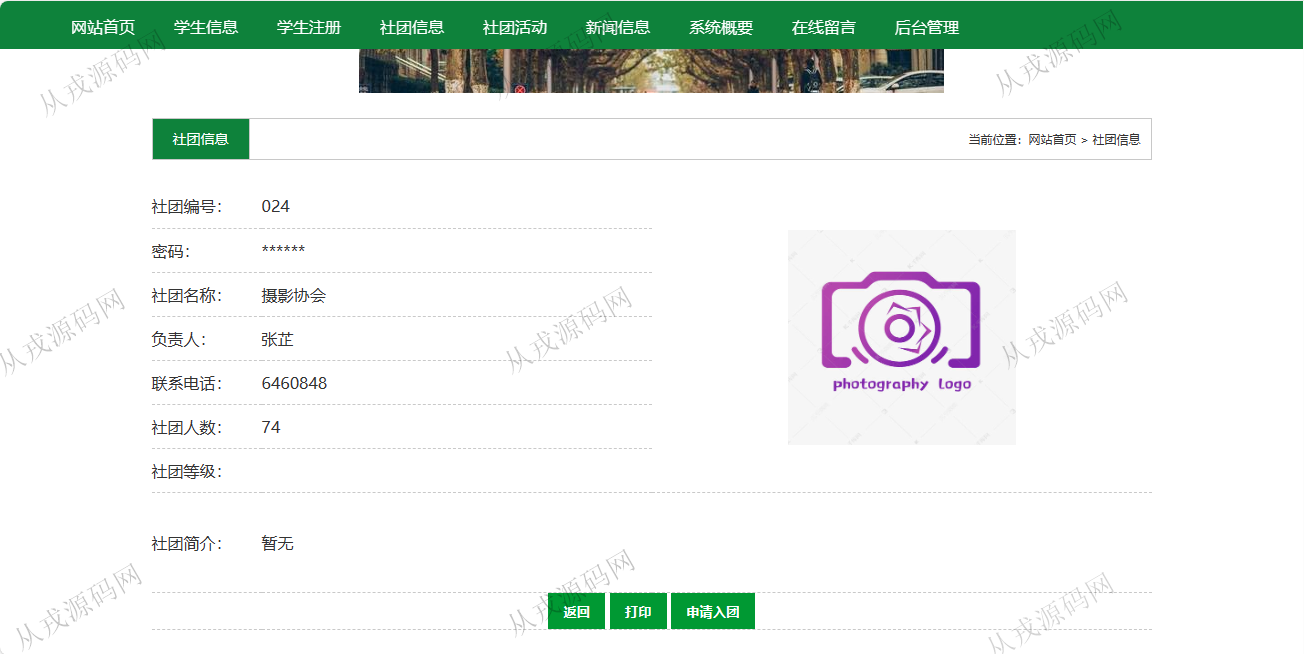 网站首页 学生信息 学生注册 社团信息 社团活动 新闻信息 系统概要 在线留言 后台管理
社团信息 当前位置：网站首页 > 社团信息
社团编号： 024
密码： ******
社团名称： 摄影协会
负责人： 张芷
联系电话： 6460848
社团人数： 74
社团等级：
photography logo
社团简介： 暂无
返回 打印 申请入团
从戎源码网
从戎源码网
从戎源码网
从戎源码网
从戎源码网
从戎源码网
从戎源码网
从戎源码网
从戎源码网